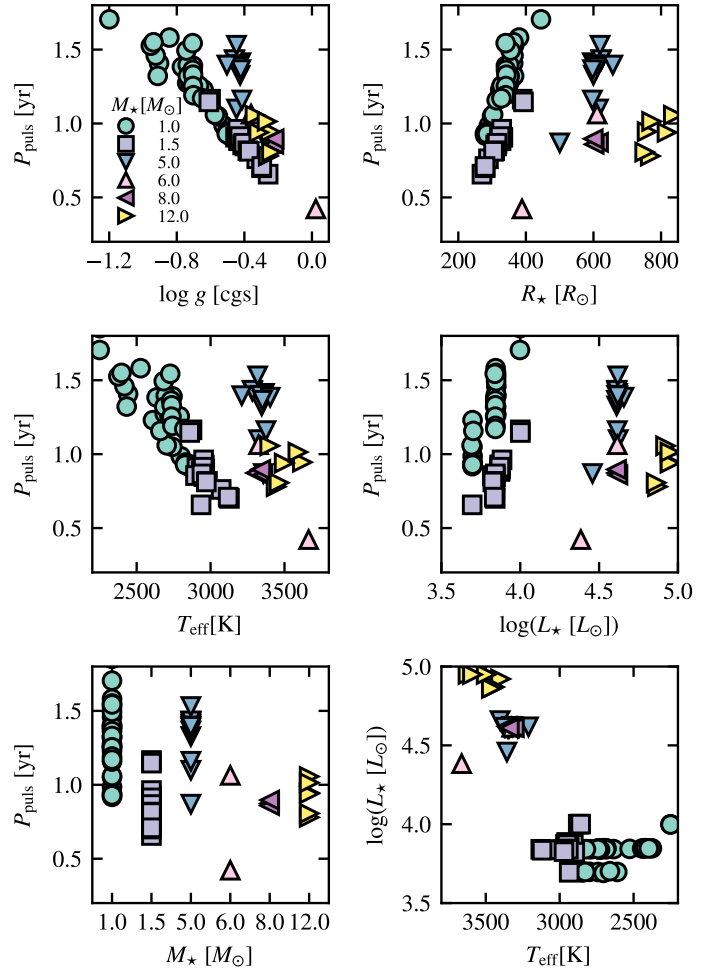 1.5
1.0
0.5
P_puls [yr]
M⋆[M⊙]
1.0
1.5
5.0
6.0
8.0
12.0
−1.2 −0.8 −0.4 0.0
log g [cgs]
1.5
1.0
0.5
P_puls [yr]
200 400 600 800
R⋆ [R⊙]
1.5
1.0
0.5
P_puls [yr]
2500 3000 3500
T_eff[K]
1.5
1.0
0.5
P_puls [yr]
3.5 4.0 4.5 5.0
log(L⋆ [L⊙])
1.5
1.0
0.5
P_puls [yr]
1.0 1.5 5.0 6.0 8.0 12.0
M⋆ [M⊙]
5.0
4.5
4.0
3.5
log(L⋆ [L⊙])
3500 3000 2500
T_eff[K]